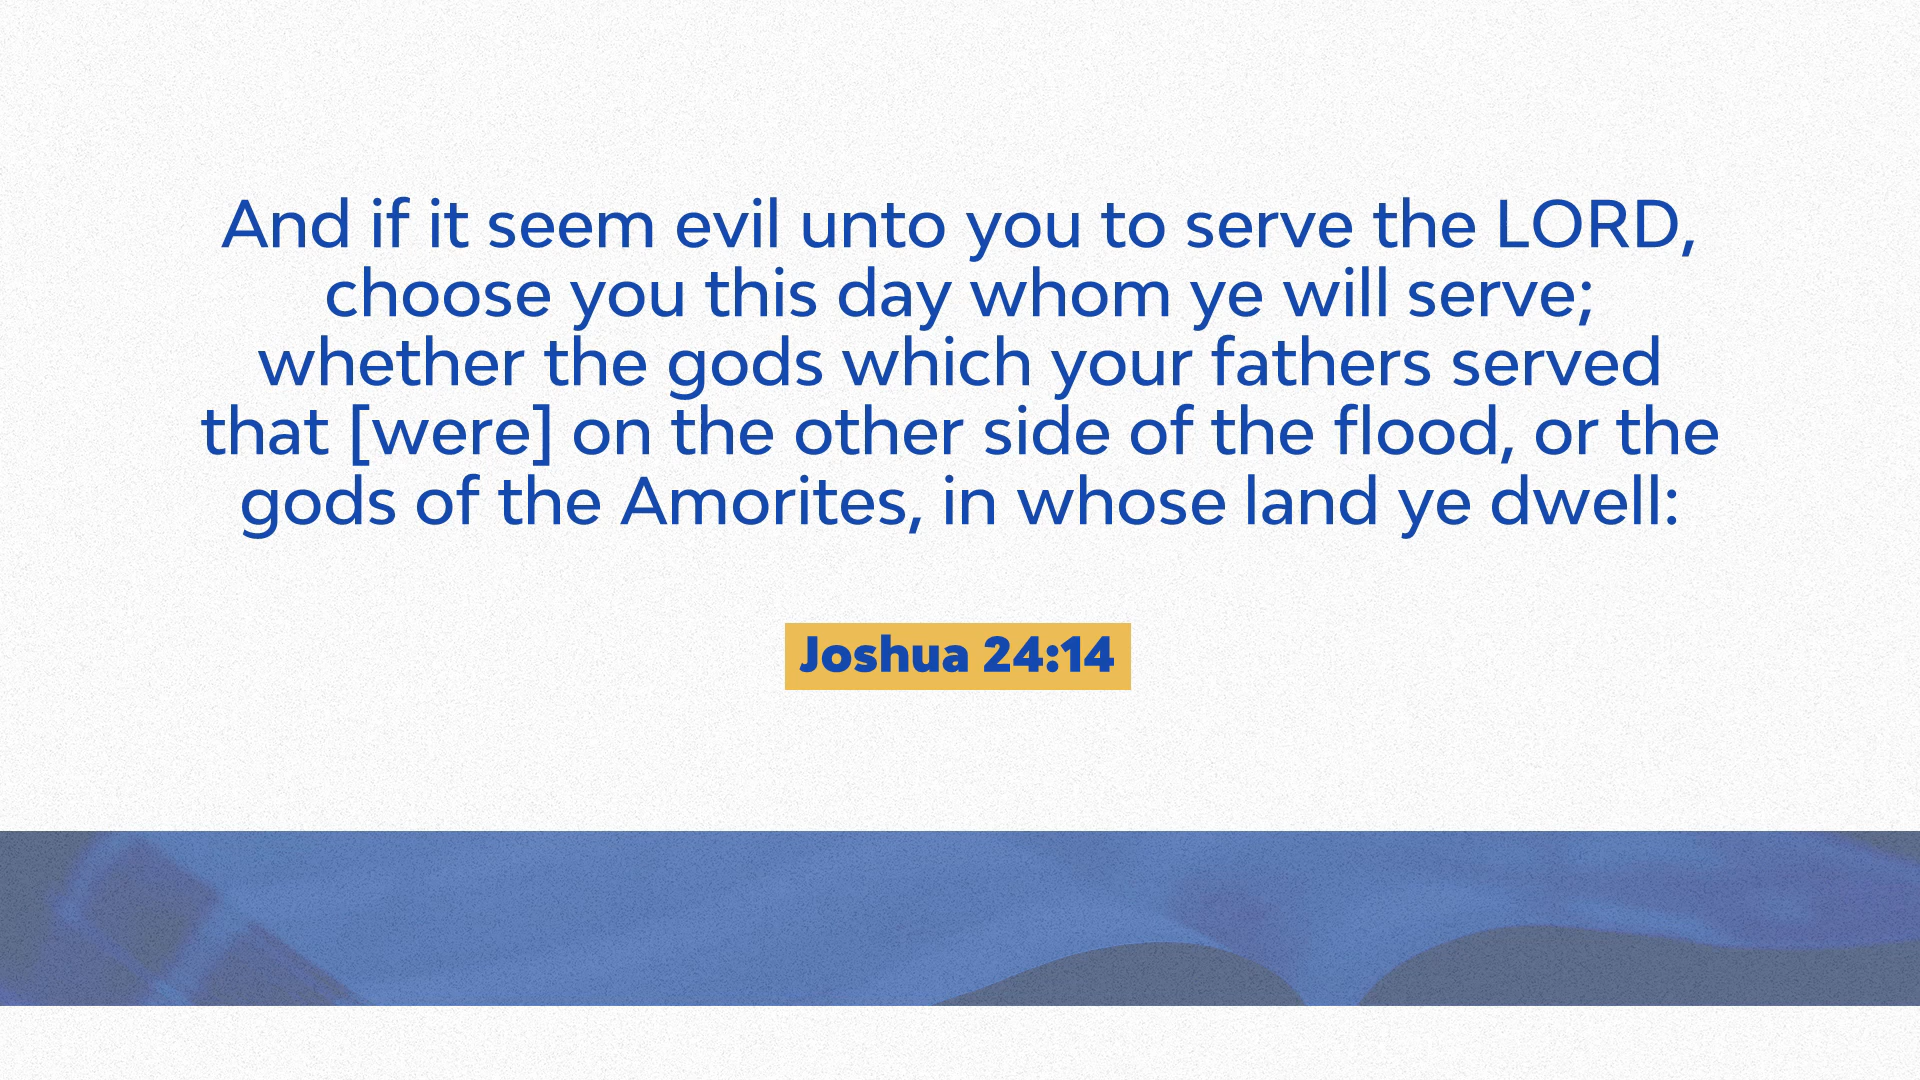 And if it seem evil unto you to serve the LORD,
choose you this day whom ye will serve;
whether the gods which your fathers served
that [were] on the other side of the flood, or the
gods of the Amorites, in whose land ye dwell:
Joshua 24:14